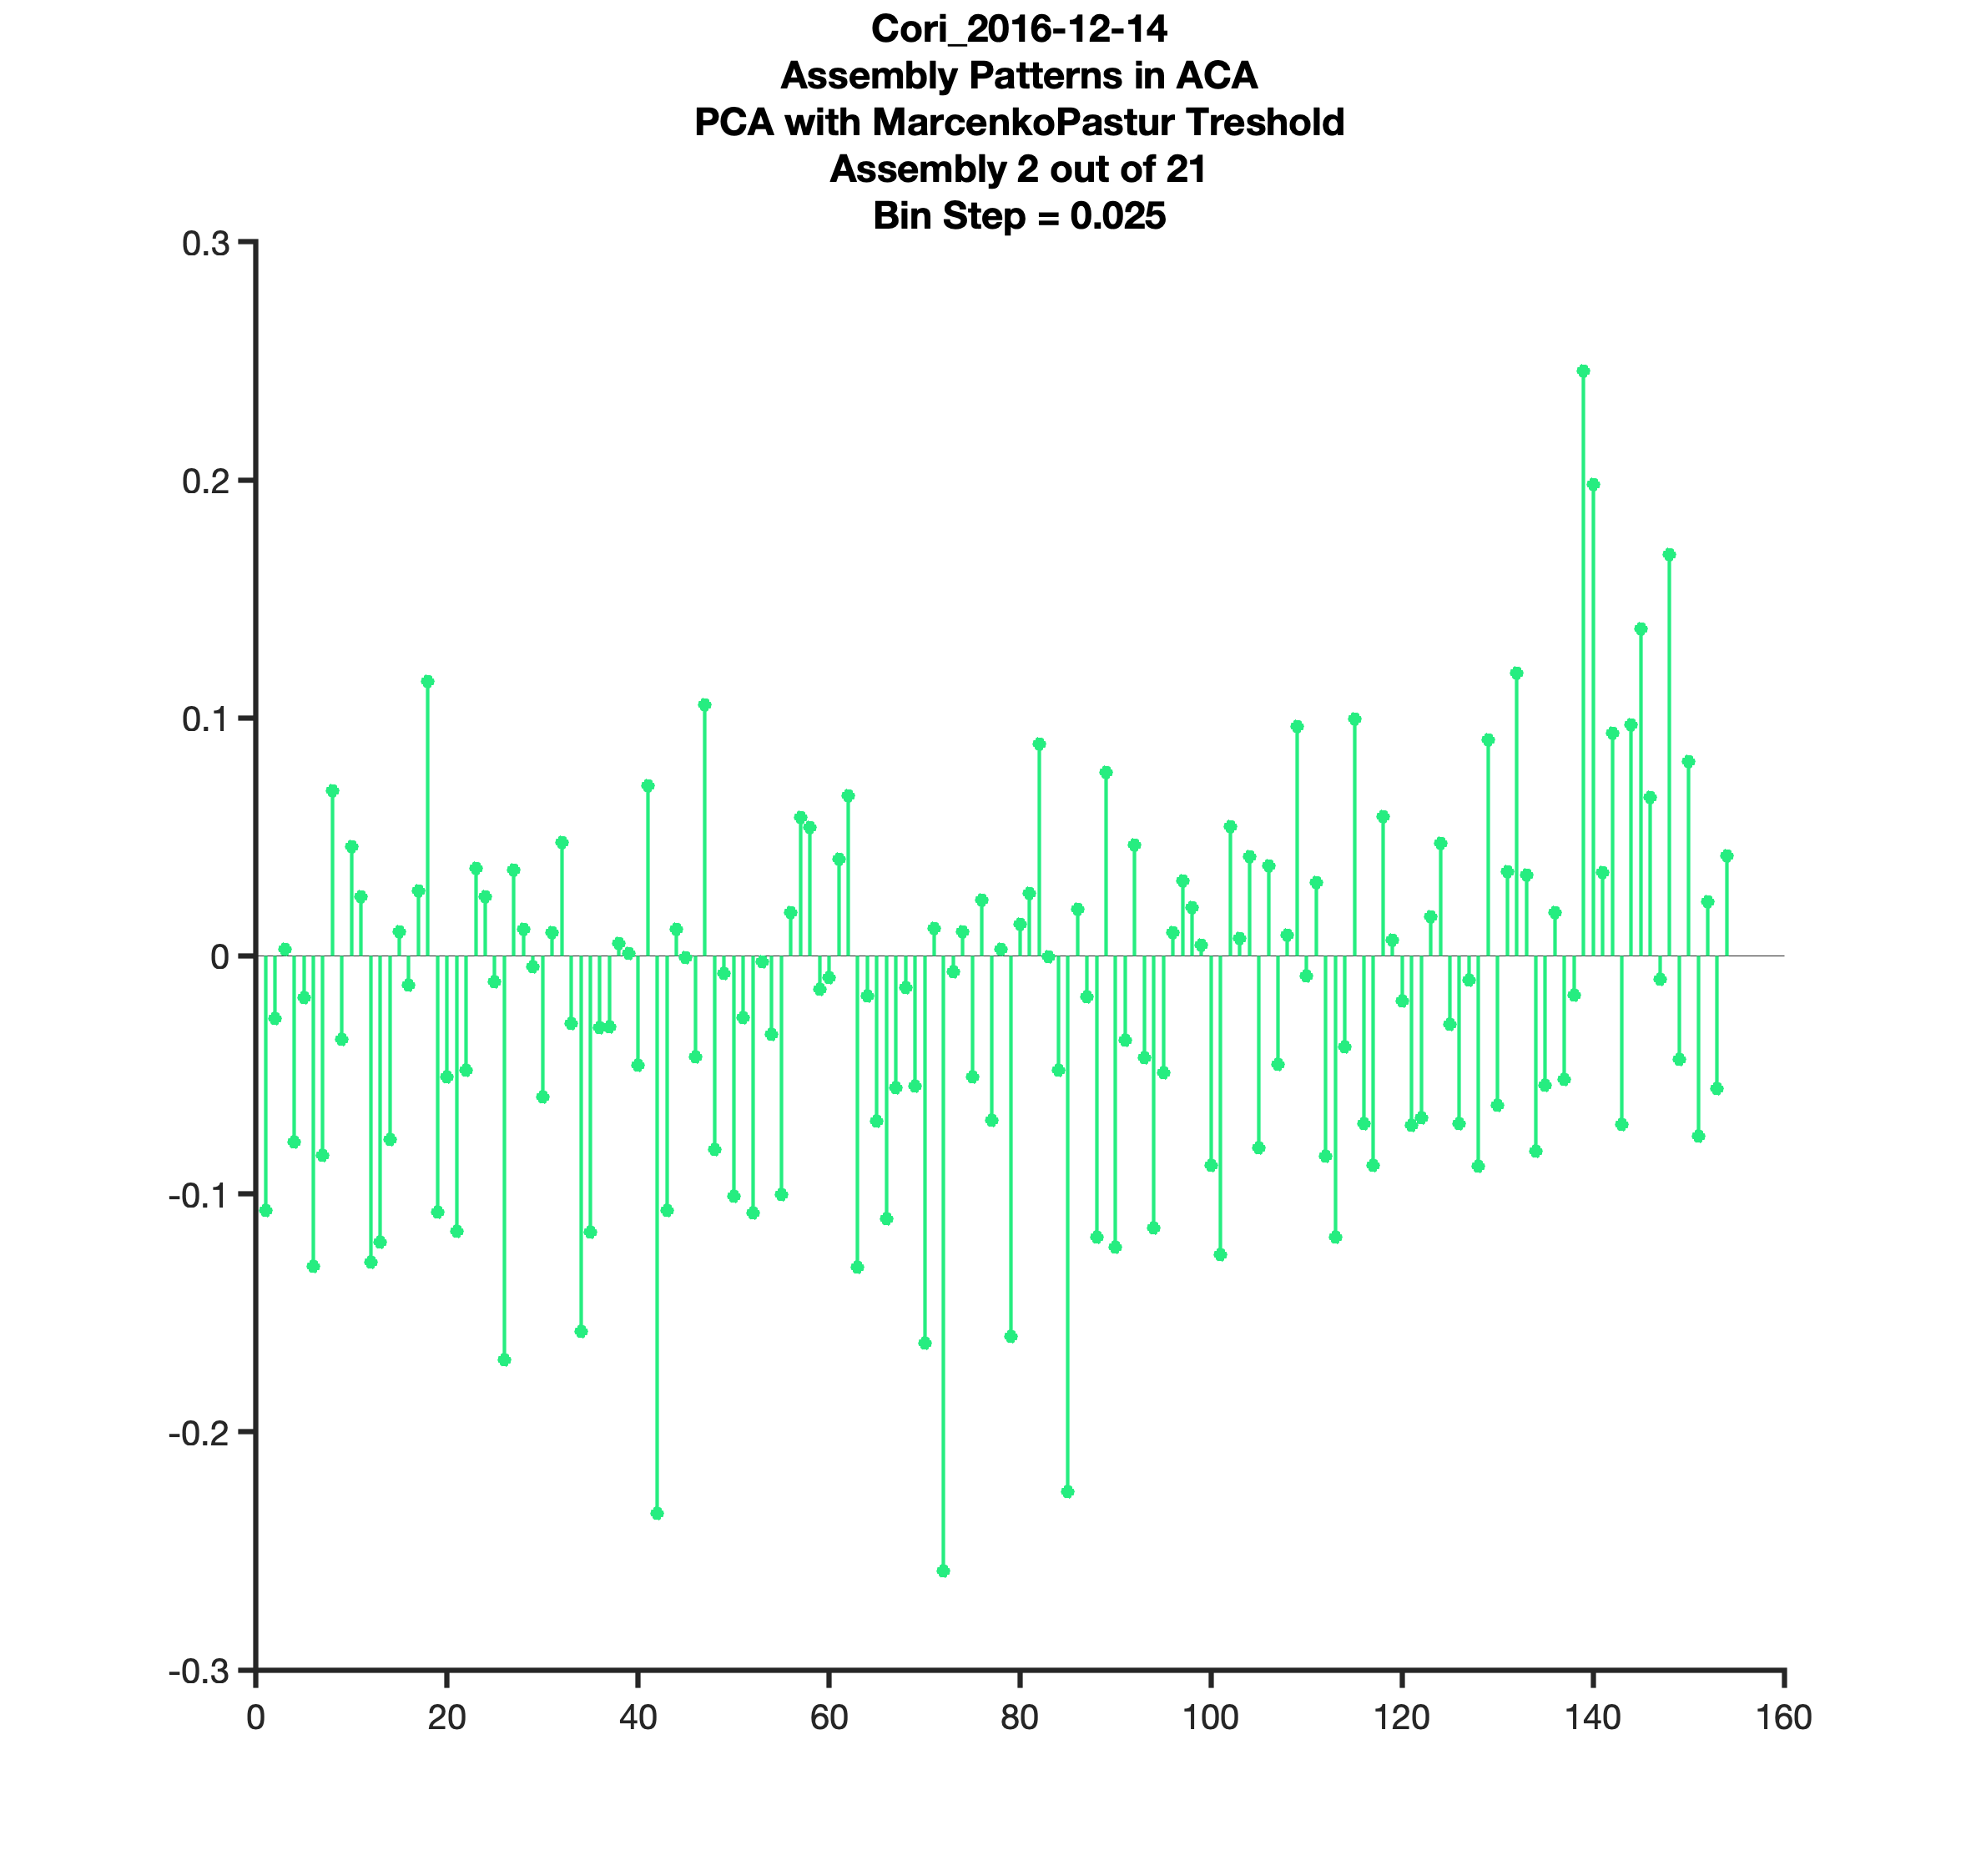 Cori_2016-12-14
Assembly Patterns in ACA
PCA with MarcenkoPastur Treshold
Assembly 2 out of 21
Bin Step = 0.025
0.3
0.2
0.1
0
-0.1
-0.2
-0.3
0 20 40 60 80 100 120 140 160